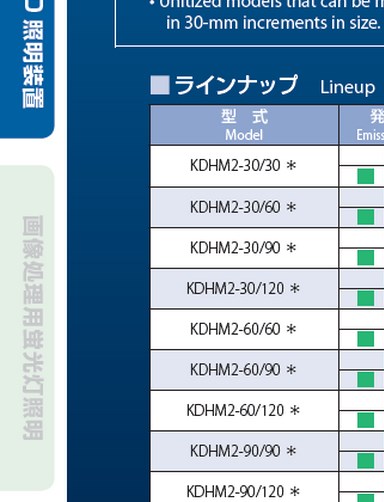 • Unitized models that can be
in 30-mm increments in size.
ラインナップ Lineup
型 式
Model
発
Emiss
KDHM2-30/30 *
KDHM2-30/60 *
KDHM2-30/90 *
KDHM2-30/120 *
KDHM2-60/60 *
KDHM2-60/90 *
KDHM2-60/120 *
KDHM2-90/90 *
KDHM2-90/120 *
D 照明装置
画像処理用蛍光灯照明